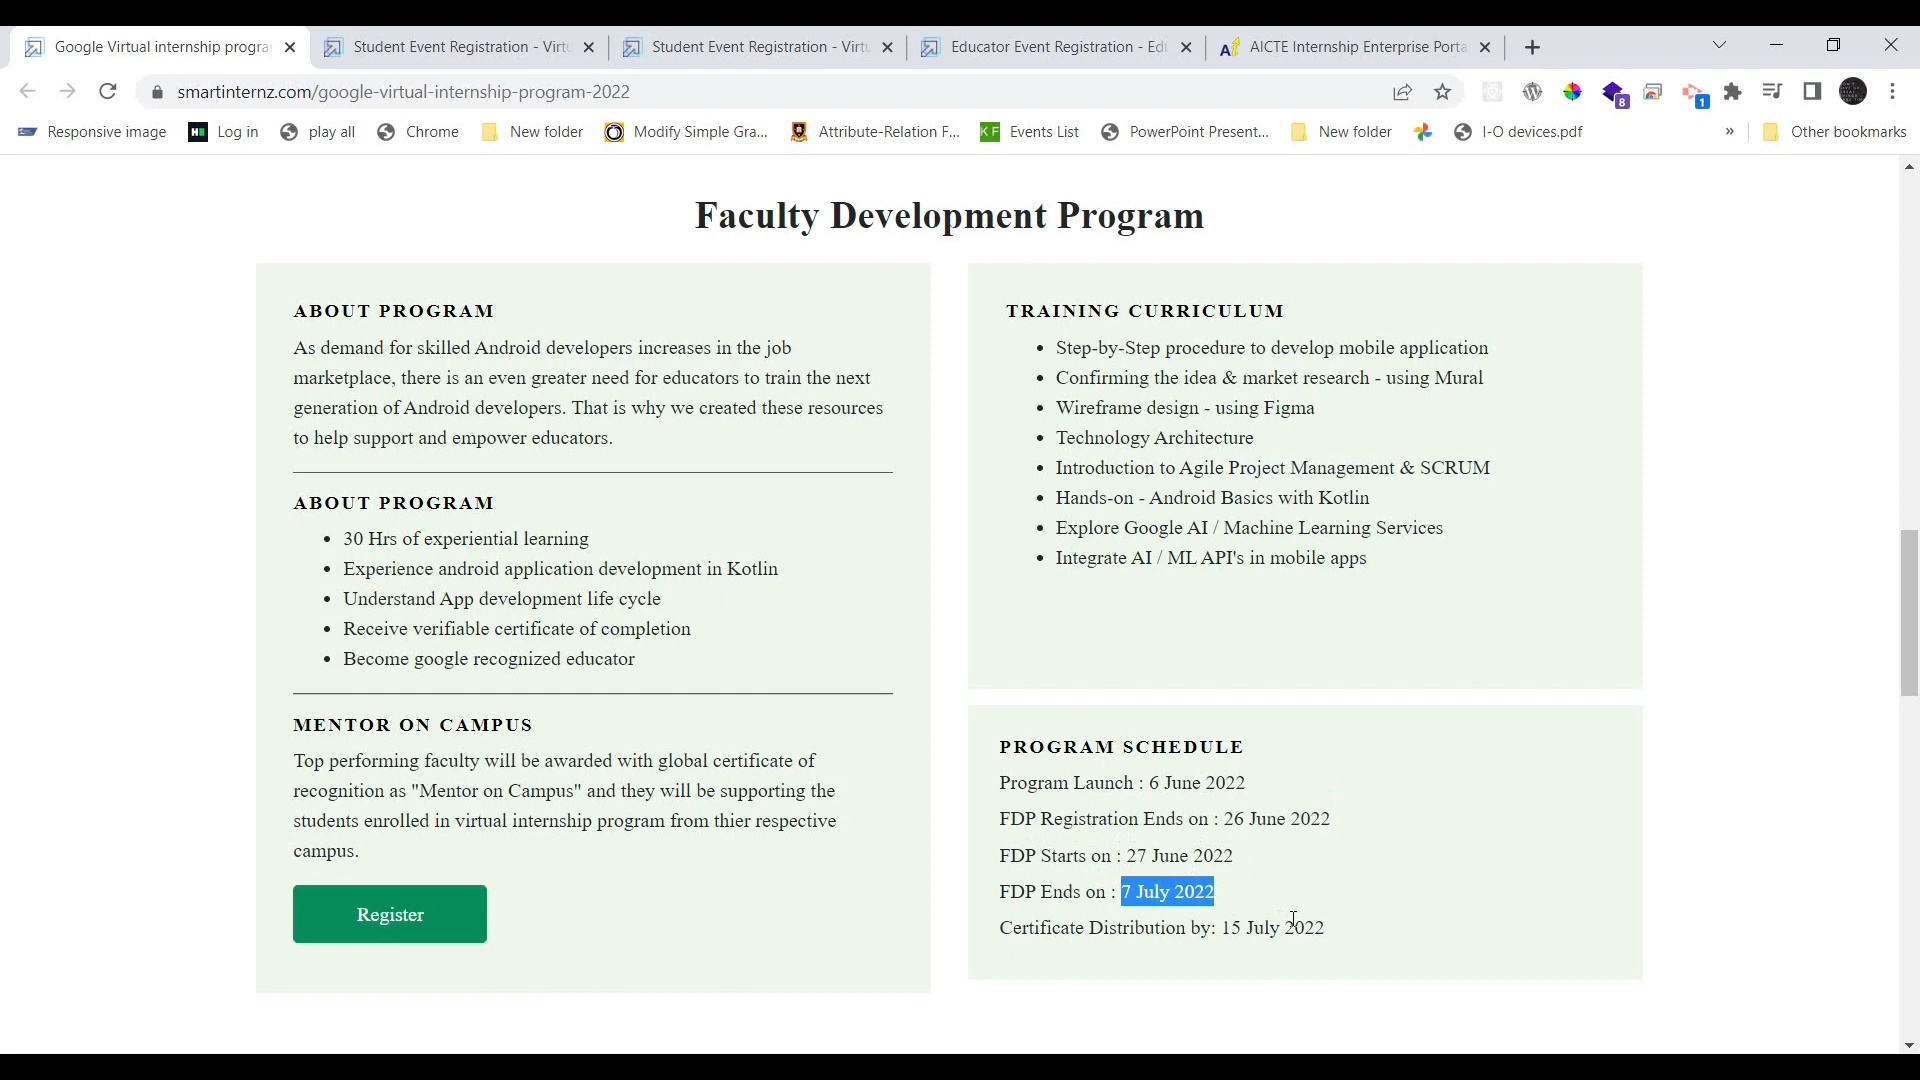 Google Virtual internship progra
Student Event Registration - Virtu
Student Event Registration - Virtu
Educator Event Registration - Edu
AICTE Internship Enterprise Porta
smartinternz.com/google-virtual-internship-program-2022
8
1
Responsive image
Log in
play all
Chrome
New folder
Modify Simple Gra...
Attribute-Relation F...
KF
Events List
PowerPoint Present...
New folder
I-O devices.pdf
»
Other bookmarks
Faculty Development Program
ABOUT PROGRAM
As demand for skilled Android developers increases in the job
marketplace, there is an even greater need for educators to train the next
generation of Android developers. That is why we created these resources
to help support and empower educators.
ABOUT PROGRAM
• 30 Hrs of experiential learning
• Experience android application development in Kotlin
• Understand App development life cycle
• Receive verifiable certificate of completion
• Become google recognized educator
MENTOR ON CAMPUS
Top performing faculty will be awarded with global certificate of
recognition as "Mentor on Campus" and they will be supporting the
students enrolled in virtual internship program from thier respective
campus.
Register
TRAINING CURRICULUM
• Step-by-Step procedure to develop mobile application
• Confirming the idea & market research - using Mural
• Wireframe design - using Figma
• Technology Architecture
• Introduction to Agile Project Management & SCRUM
• Hands-on - Android Basics with Kotlin
• Explore Google AI / Machine Learning Services
• Integrate AI / ML API's in mobile apps
PROGRAM SCHEDULE
Program Launch : 6 June 2022
FDP Registration Ends on : 26 June 2022
FDP Starts on : 27 June 2022
FDP Ends on : 7 July 2022
Certificate Distribution by: 15 July 2022